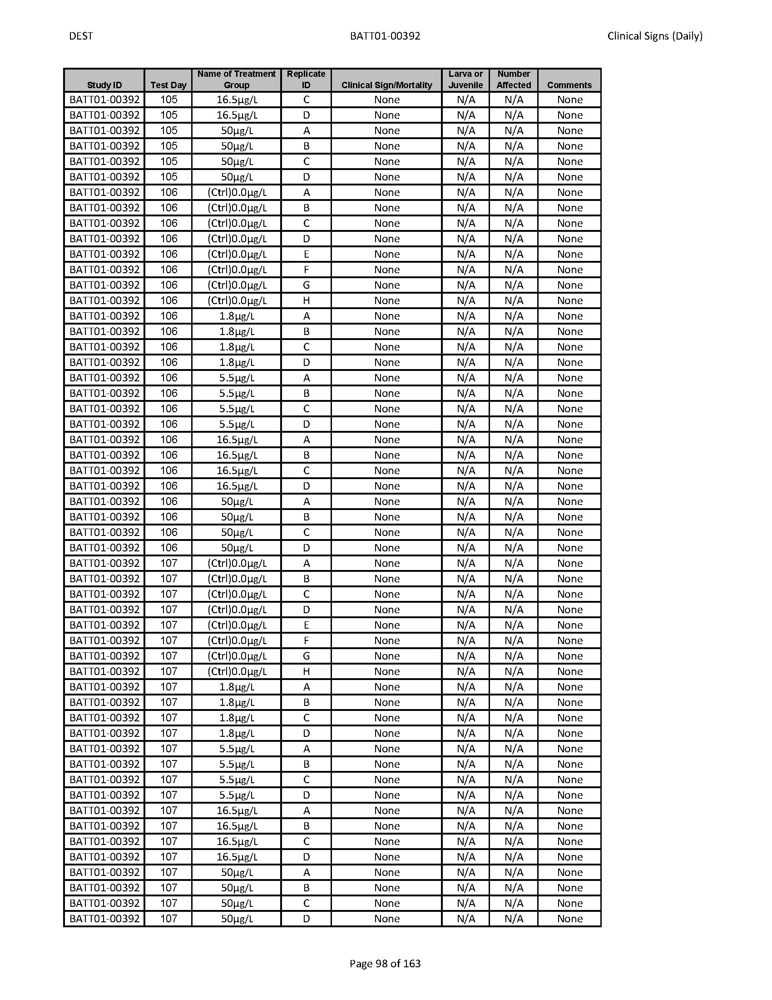 DEST BATT01-00392 Clinical Signs (Daily)
Study ID Test Day Name of Treatment Group Replicate ID Clinical Sign/Mortality Larva or Juvenile Number Affected Comments
BATT01-00392 105 16.5µg/L C None N/A N/A None
BATT01-00392 105 16.5µg/L D None N/A N/A None
BATT01-00392 105 50µg/L A None N/A N/A None
BATT01-00392 105 50µg/L B None N/A N/A None
BATT01-00392 105 50µg/L C None N/A N/A None
BATT01-00392 105 50µg/L D None N/A N/A None
BATT01-00392 106 (Ctrl)0.0µg/L A None N/A N/A None
BATT01-00392 106 (Ctrl)0.0µg/L B None N/A N/A None
BATT01-00392 106 (Ctrl)0.0µg/L C None N/A N/A None
BATT01-00392 106 (Ctrl)0.0µg/L D None N/A N/A None
BATT01-00392 106 (Ctrl)0.0µg/L E None N/A N/A None
BATT01-00392 106 (Ctrl)0.0µg/L F None N/A N/A None
BATT01-00392 106 (Ctrl)0.0µg/L G None N/A N/A None
BATT01-00392 106 (Ctrl)0.0µg/L H None N/A N/A None
BATT01-00392 106 1.8µg/L A None N/A N/A None
BATT01-00392 106 1.8µg/L B None N/A N/A None
BATT01-00392 106 1.8µg/L C None N/A N/A None
BATT01-00392 106 1.8µg/L D None N/A N/A None
BATT01-00392 106 5.5µg/L A None N/A N/A None
BATT01-00392 106 5.5µg/L B None N/A N/A None
BATT01-00392 106 5.5µg/L C None N/A N/A None
BATT01-00392 106 5.5µg/L D None N/A N/A None
BATT01-00392 106 16.5µg/L A None N/A N/A None
BATT01-00392 106 16.5µg/L B None N/A N/A None
BATT01-00392 106 16.5µg/L C None N/A N/A None
BATT01-00392 106 16.5µg/L D None N/A N/A None
BATT01-00392 106 50µg/L A None N/A N/A None
BATT01-00392 106 50µg/L B None N/A N/A None
BATT01-00392 106 50µg/L C None N/A N/A None
BATT01-00392 106 50µg/L D None N/A N/A None
BATT01-00392 107 (Ctrl)0.0µg/L A None N/A N/A None
BATT01-00392 107 (Ctrl)0.0µg/L B None N/A N/A None
BATT01-00392 107 (Ctrl)0.0µg/L C None N/A N/A None
BATT01-00392 107 (Ctrl)0.0µg/L D None N/A N/A None
BATT01-00392 107 (Ctrl)0.0µg/L E None N/A N/A None
BATT01-00392 107 (Ctrl)0.0µg/L F None N/A N/A None
BATT01-00392 107 (Ctrl)0.0µg/L G None N/A N/A None
BATT01-00392 107 (Ctrl)0.0µg/L H None N/A N/A None
BATT01-00392 107 1.8µg/L A None N/A N/A None
BATT01-00392 107 1.8µg/L B None N/A N/A None
BATT01-00392 107 1.8µg/L C None N/A N/A None
BATT01-00392 107 1.8µg/L D None N/A N/A None
BATT01-00392 107 5.5µg/L A None N/A N/A None
BATT01-00392 107 5.5µg/L B None N/A N/A None
BATT01-00392 107 5.5µg/L C None N/A N/A None
BATT01-00392 107 5.5µg/L D None N/A N/A None
BATT01-00392 107 16.5µg/L A None N/A N/A None
BATT01-00392 107 16.5µg/L B None N/A N/A None
BATT01-00392 107 16.5µg/L C None N/A N/A None
BATT01-00392 107 16.5µg/L D None N/A N/A None
BATT01-00392 107 50µg/L A None N/A N/A None
BATT01-00392 107 50µg/L B None N/A N/A None
BATT01-00392 107 50µg/L C None N/A N/A None
BATT01-00392 107 50µg/L D None N/A N/A None
Page 98 of 163